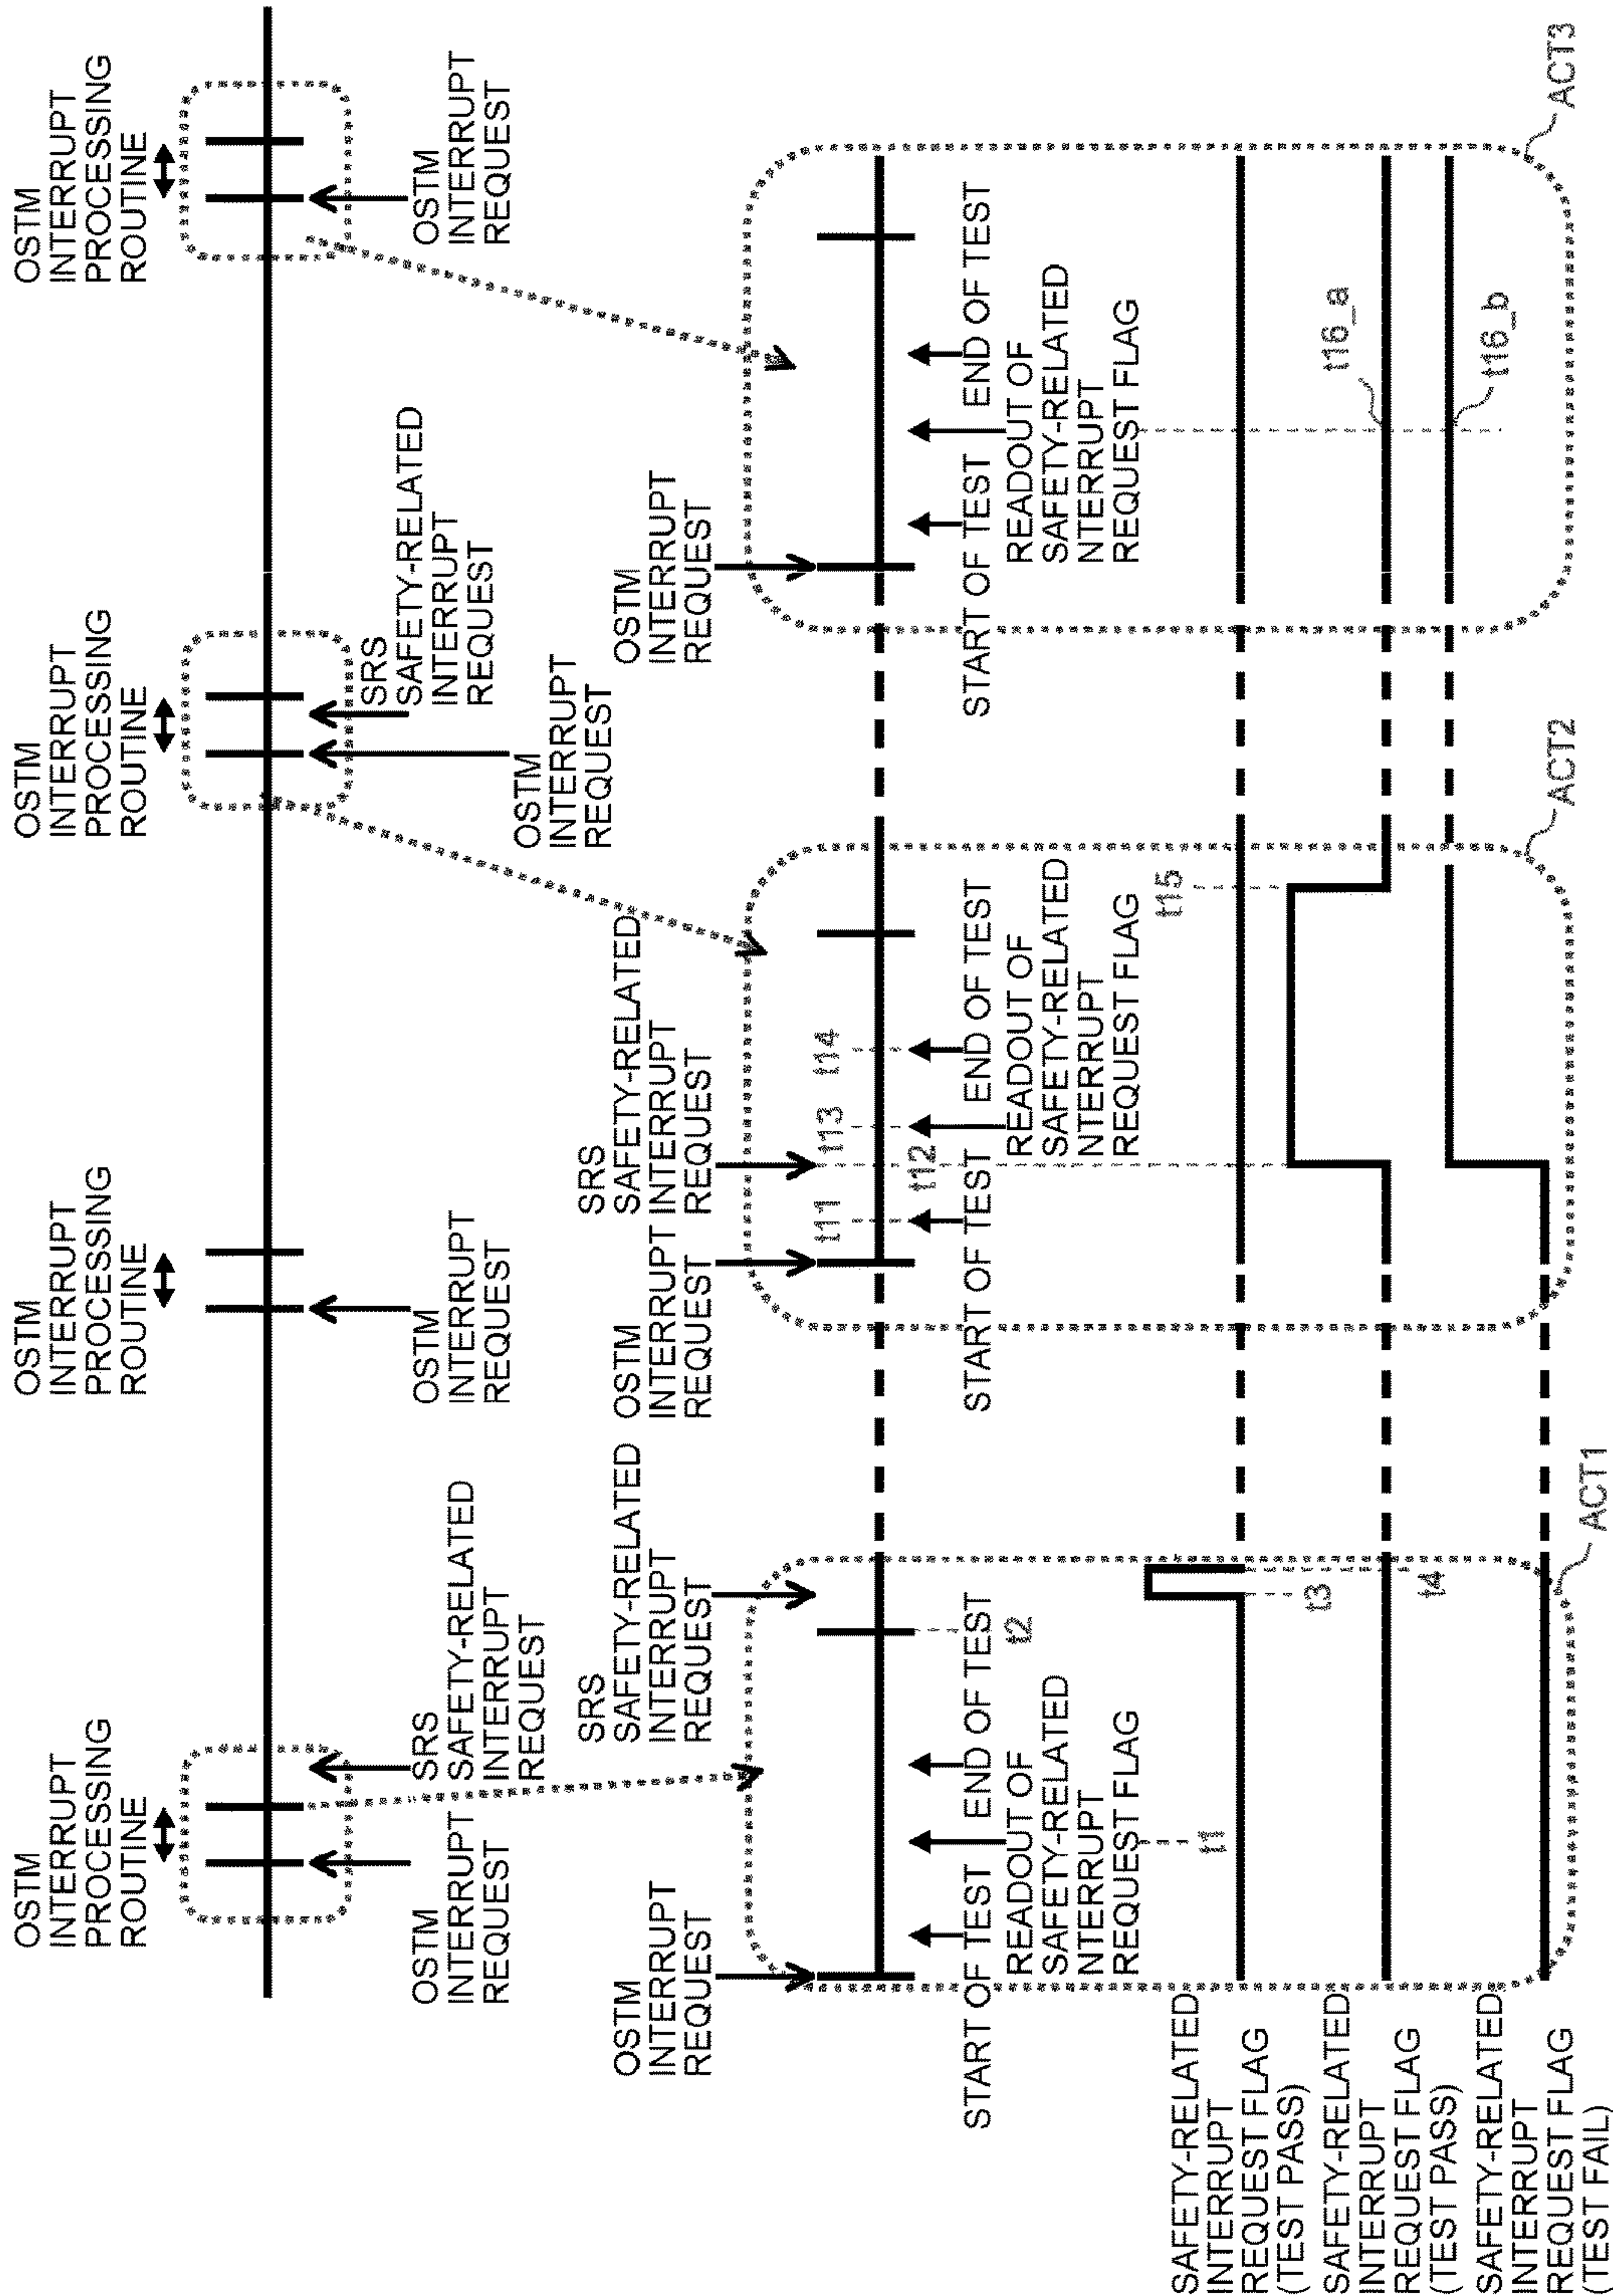 OSTM
INTERRUPT
PROCESSING
ROUTINE
OSTM
INTERRUPT
PROCESSING
ROUTINE
OSTM
INTERRUPT
PROCESSING
ROUTINE
OSTM
INTERRUPT
PROCESSING
ROUTINE
OSTM
INTERRUPT
REQUEST
SRS
SAFETY-RELATED
INTERRUPT
REQUEST
OSTM
INTERRUPT
REQUEST
SRS
SAFETY-RELATED
INTERRUPT
REQUEST
OSTM
INTERRUPT
REQUEST
OSTM
INTERRUPT
REQUEST
OSTM
INTERRUPT
REQUEST
SRS
SAFETY-RELATED
INTERRUPT
REQUEST
OSTM
INTERRUPT
REQUEST
SRS
SAFETY-RELATED
INTERRUPT
REQUEST
OSTM
INTERRUPT
REQUEST
t11
t13
t14
t12
START OF TEST
END OF TEST
READOUT OF
SAFETY-RELATED
NTERRUPT
REQUEST FLAG
t2
t1
START OF TEST
END OF TEST
READOUT OF
SAFETY-RELATED
NTERRUPT
REQUEST FLAG
START OF TEST
END OF TEST
READOUT OF
SAFETY-RELATED
NTERRUPT
REQUEST FLAG
SAFETY-RELATED
INTERRUPT
REQUEST FLAG
(TEST PASS)
t3
t15
SAFETY-RELATED
INTERRUPT
REQUEST FLAG
(TEST PASS)
t4
t16_a
SAFETY-RELATED
INTERRUPT
REQUEST FLAG
(TEST FAIL)
t16_b
ACT1
ACT2
ACT3